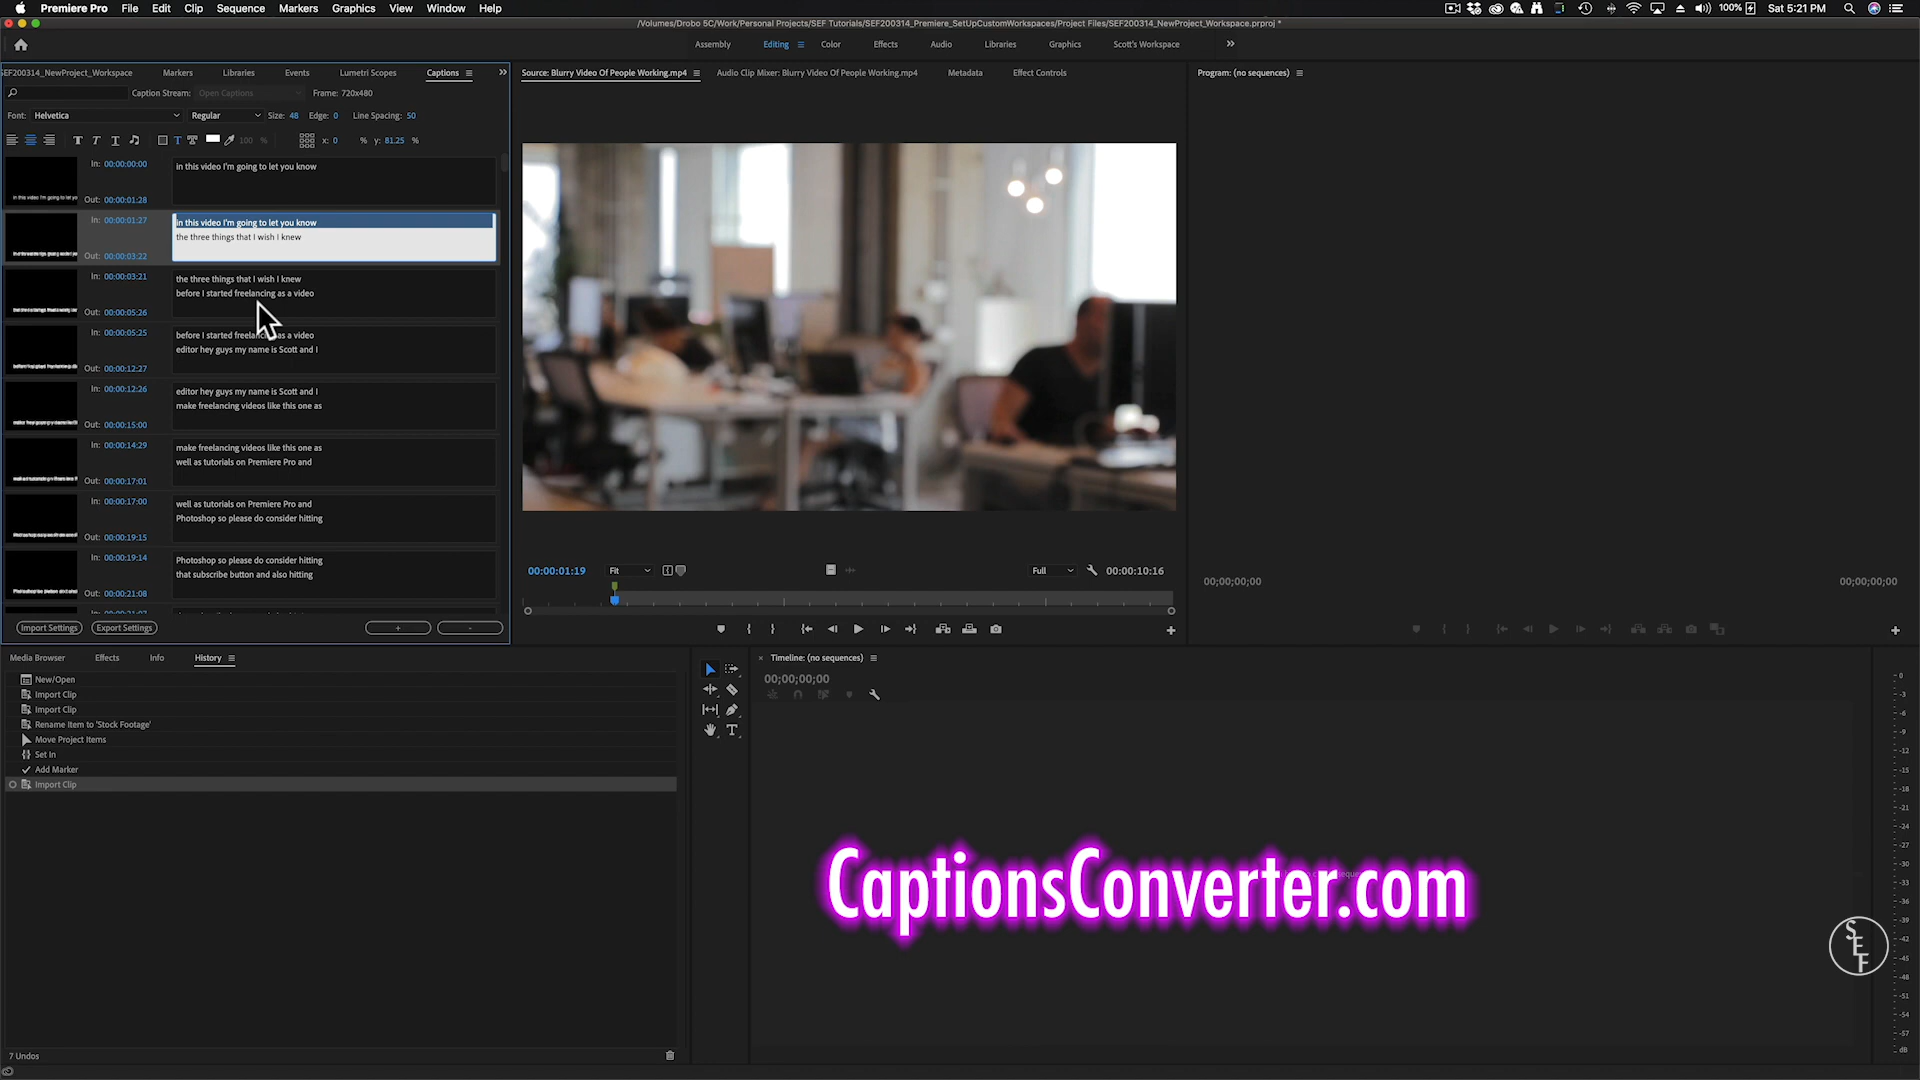 Premiere Pro File Edit Clip Sequence Markers Graphics View Window Help
100% Sat 5:21 PM
/Volumes/Drobo 5C/Work/Personal Projects/SEF Tutorials/SEF200314_Premiere_SetUpCustomWorkspaces/Project Files/SEF200314_NewProject_Workspace.prproj *
Assembly Editing Color Effects Audio Libraries Graphics Scott's Workspace
SEF200314_NewProject_Workspace Markers Libraries Events Lumetri Scopes Captions
Source: Blurry Video Of People Working.mp4 Audio Clip Mixer: Blurry Video Of People Working.mp4 Metadata Effect Controls
Program: (no sequences)
Caption Stream: Open Captions Frame: 720x480
Font: Helvetica Regular Size: 48 Edge: 0 Line Spacing: 50
100 % x: 0 % y: 81.25 %
In: 00:00:00:00
in this video I'm going to let you know
Out: 00:00:01:28
In: 00:00:01:27
in this video I'm going to let you know
the three things that I wish I knew
Out: 00:00:03:22
In: 00:00:03:21
the three things that I wish I knew
before I started freelancing as a video
Out: 00:00:05:26
In: 00:00:05:25
before I started freelancing as a video
editor hey guys my name is Scott and I
Out: 00:00:12:27
In: 00:00:12:26
editor hey guys my name is Scott and I
make freelancing videos like this one as
Out: 00:00:15:00
In: 00:00:14:29
make freelancing videos like this one as
well as tutorials on Premiere Pro and
Out: 00:00:17:01
In: 00:00:17:00
well as tutorials on Premiere Pro and
Photoshop so please do consider hitting
Out: 00:00:19:15
In: 00:00:19:14
Photoshop so please do consider hitting
that subscribe button and also hitting
Out: 00:00:21:08
Import Settings Export Settings + -
00:00:01:19 Fit Full 00:00:10:16
00;00;00;00 00;00;00;00
Media Browser Effects Info History
New/Open
Import Clip
Import Clip
Rename Item to 'Stock Footage'
Move Project Items
Set In
Add Marker
Import Clip
7 Undos
Timeline: (no sequences)
00;00;00;00
CaptionsConverter.com
SEF
0
-3
-6
-9
-12
-15
-18
-21
-24
-27
-30
-33
-36
-39
-42
-45
-48
-51
-54
-57
dB